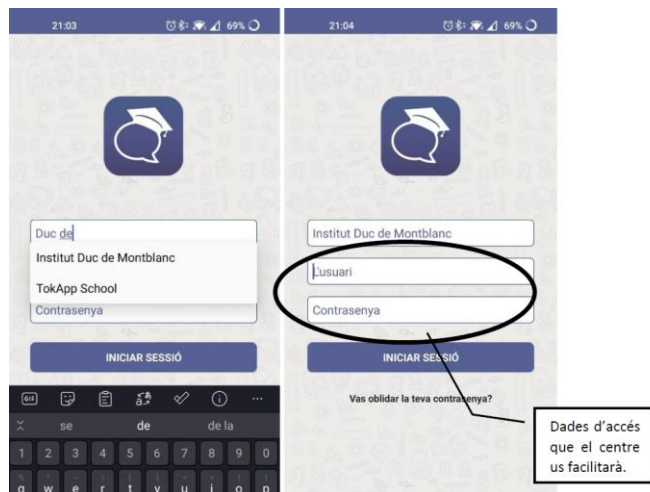 21:03
69%
Duc de
Institut Duc de Montblanc
TokApp School
Contrasenya
INICIAR SESSIÓ
GIF
se de de la
1 2 3 4 5 6 7 8 9 0
q w e r t y u i o p
21:04
69%
Institut Duc de Montblanc
L'usuari
Contrasenya
INICIAR SESSIÓ
Vas oblidar la teva contrasenya?
Dades d'accés
que el centre
us facilitarà.